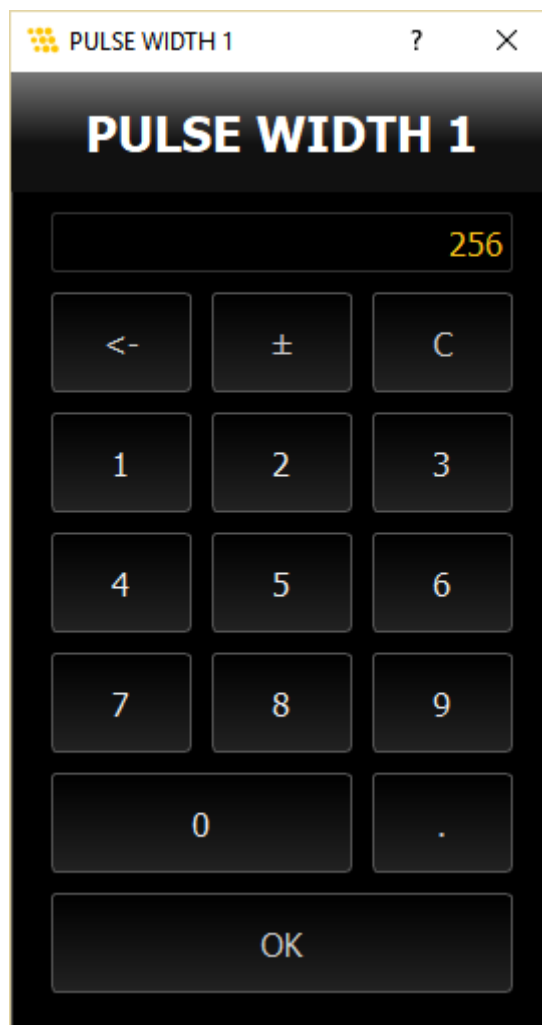 PULSE WIDTH 1 ? ×
PULSE WIDTH 1
256
<- ± C
1 2 3
4 5 6
7 8 9
0 .
OK